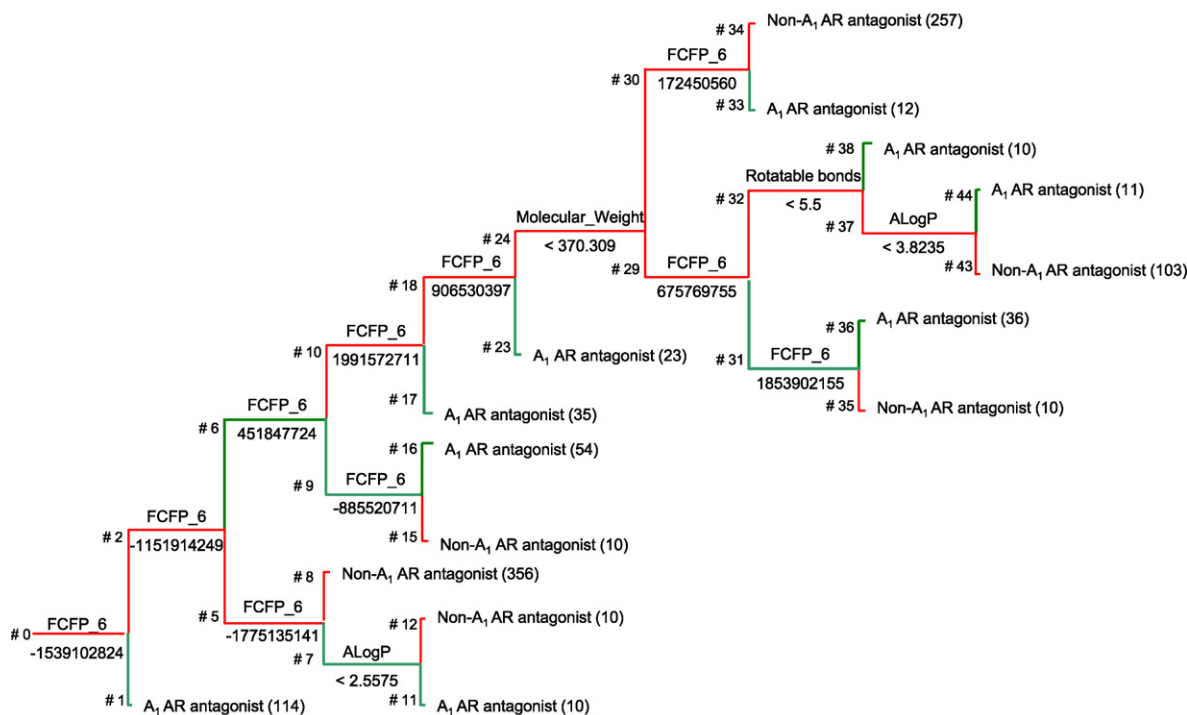 # 34
Non-A₁ AR antagonist (257)
# 30
FCFP_6
172450560
# 33
A₁ AR antagonist (12)
# 38
A₁ AR antagonist (10)
# 32
Rotatable bonds
< 5.5
# 44
A₁ AR antagonist (11)
# 37
ALogP
< 3.8235
# 43
Non-A₁ AR antagonist (103)
# 24
Molecular_Weight
< 370.309
# 29
FCFP_6
675769755
# 18
FCFP_6
906530397
# 23
A₁ AR antagonist (23)
# 36
A₁ AR antagonist (36)
# 31
FCFP_6
1853902155
# 35
Non-A₁ AR antagonist (10)
# 10
FCFP_6
1991572711
# 17
A₁ AR antagonist (35)
# 6
FCFP_6
451847724
# 16
A₁ AR antagonist (54)
# 9
FCFP_6
-885520711
# 15
Non-A₁ AR antagonist (10)
# 2
FCFP_6
-1151914249
# 8
Non-A₁ AR antagonist (356)
# 5
FCFP_6
-1775135141
# 12
Non-A₁ AR antagonist (10)
# 7
ALogP
< 2.5575
# 11
A₁ AR antagonist (10)
# 0
FCFP_6
-1539102824
# 1
A₁ AR antagonist (114)